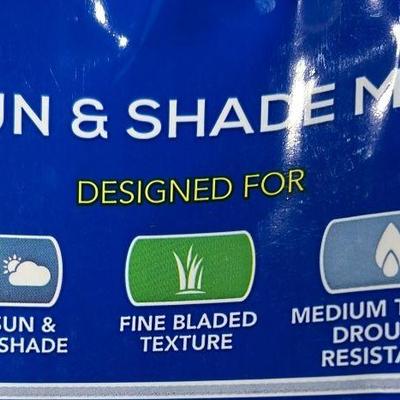 UN & SHADE M
DESIGNED FOR
SUN &
SHADE
FINE BLADED
TEXTURE
MEDIUM T
DROU
RESISTA